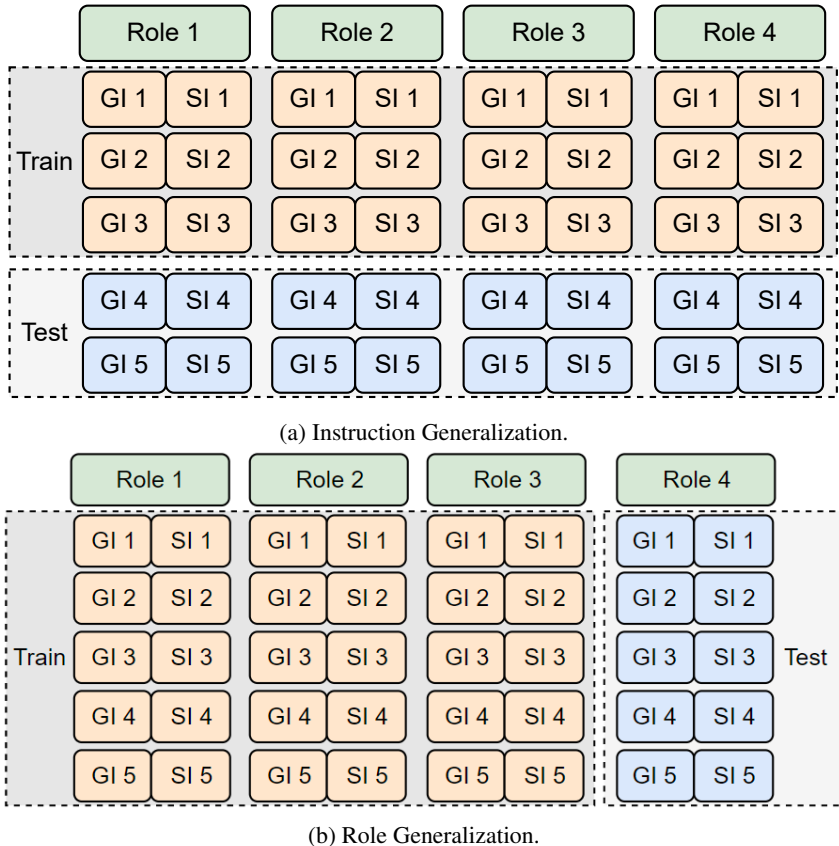 Role 1 Role 2 Role 3 Role 4
GI 1 SI 1 GI 1 SI 1 GI 1 SI 1 GI 1 SI 1
Train GI 2 SI 2 GI 2 SI 2 GI 2 SI 2 GI 2 SI 2
GI 3 SI 3 GI 3 SI 3 GI 3 SI 3 GI 3 SI 3
GI 4 SI 4 GI 4 SI 4 GI 4 SI 4 GI 4 SI 4
Test
GI 5 SI 5 GI 5 SI 5 GI 5 SI 5 GI 5 SI 5
(a) Instruction Generalization.
Role 1 Role 2 Role 3 Role 4
GI 1 SI 1 GI 1 SI 1 GI 1 SI 1 GI 1 SI 1
GI 2 SI 2 GI 2 SI 2 GI 2 SI 2 GI 2 SI 2
Train GI 3 SI 3 GI 3 SI 3 GI 3 SI 3 GI 3 SI 3 Test
GI 4 SI 4 GI 4 SI 4 GI 4 SI 4 GI 4 SI 4
GI 5 SI 5 GI 5 SI 5 GI 5 SI 5 GI 5 SI 5
(b) Role Generalization.